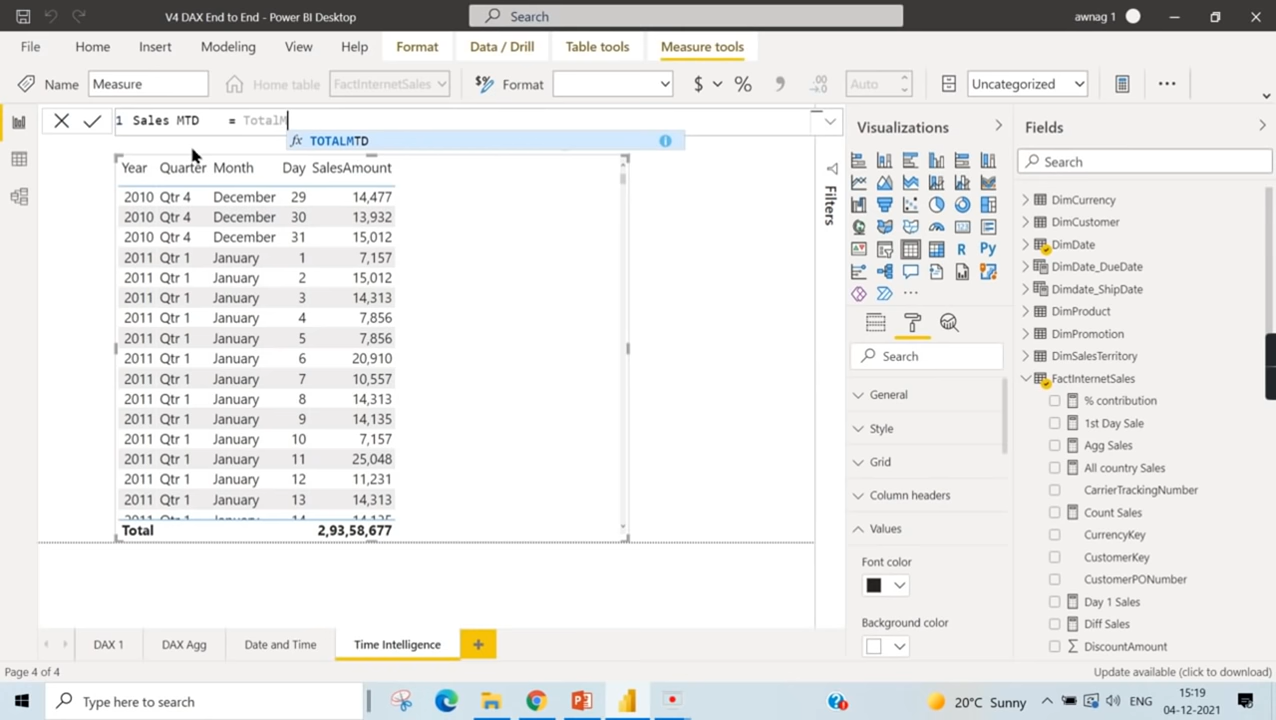 V4 DAX End to End - Power BI Desktop
Search
awnag 1
File Home Insert Modeling View Help Format Data / Drill Table tools Measure tools
Name Measure Home table FactInternetSales Format $ % Auto Uncategorized
1 Sales MTD = TotalM
TOTALMTD
Year Quarter Month Day SalesAmount
2010 Qtr 4 December 29 14,477
2010 Qtr 4 December 30 13,932
2010 Qtr 4 December 31 15,012
2011 Qtr 1 January 1 7,157
2011 Qtr 1 January 2 15,012
2011 Qtr 1 January 3 14,313
2011 Qtr 1 January 4 7,856
2011 Qtr 1 January 5 7,856
2011 Qtr 1 January 6 20,910
2011 Qtr 1 January 7 10,557
2011 Qtr 1 January 8 14,313
2011 Qtr 1 January 9 14,135
2011 Qtr 1 January 10 7,157
2011 Qtr 1 January 11 25,048
2011 Qtr 1 January 12 11,231
2011 Qtr 1 January 13 14,313
Total 2,93,58,677
Filters
Visualizations
R Py
Search
General
Style
Grid
Column headers
Values
Font color
Background color
Fields
Search
DimCurrency
DimCustomer
DimDate
DimDate_DueDate
Dimdate_ShipDate
DimProduct
DimPromotion
DimSalesTerritory
FactInternetSales
% contribution
1st Day Sale
Agg Sales
All country Sales
CarrierTrackingNumber
Count Sales
CurrencyKey
CustomerKey
CustomerPONumber
Day 1 Sales
Diff Sales
DiscountAmount
DAX 1 DAX Agg Date and Time Time Intelligence
Page 4 of 4
Update available (click to download)
Type here to search
20°C Sunny
ENG
15:19
04-12-2021